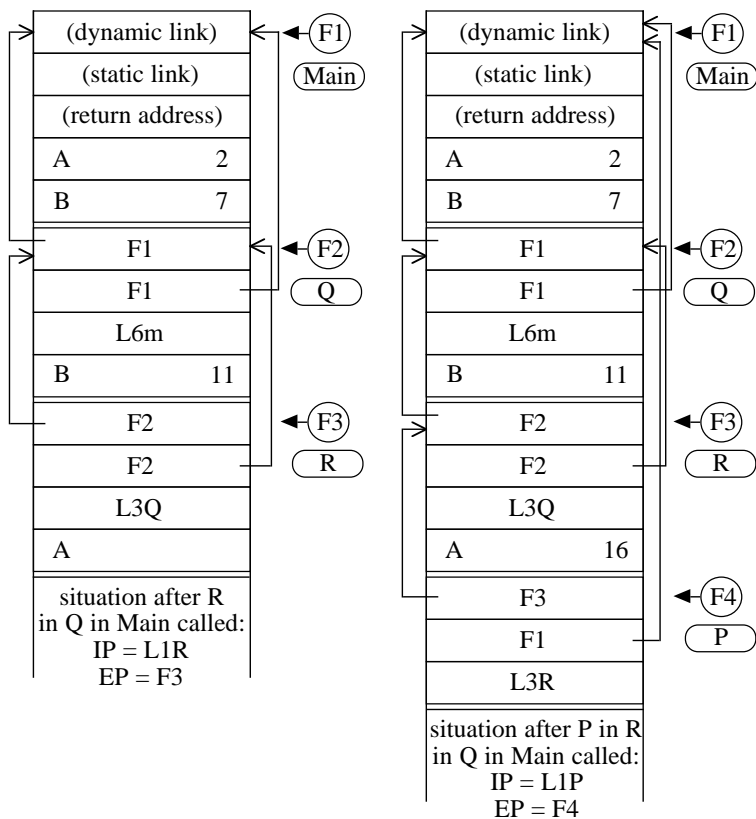 (dynamic link)
F1
(static link)
Main
(return address)
A 2
B 7
F1
F2
F1
Q
L6m
B 11
F2
F3
F2
R
L3Q
A
situation after R
in Q in Main called:
IP = L1R
EP = F3
(dynamic link)
F1
(static link)
Main
(return address)
A 2
B 7
F1
F2
F1
Q
L6m
B 11
F2
F3
F2
R
L3Q
A 16
F3
F4
F1
P
L3R
situation after P in R
in Q in Main called:
IP = L1P
EP = F4